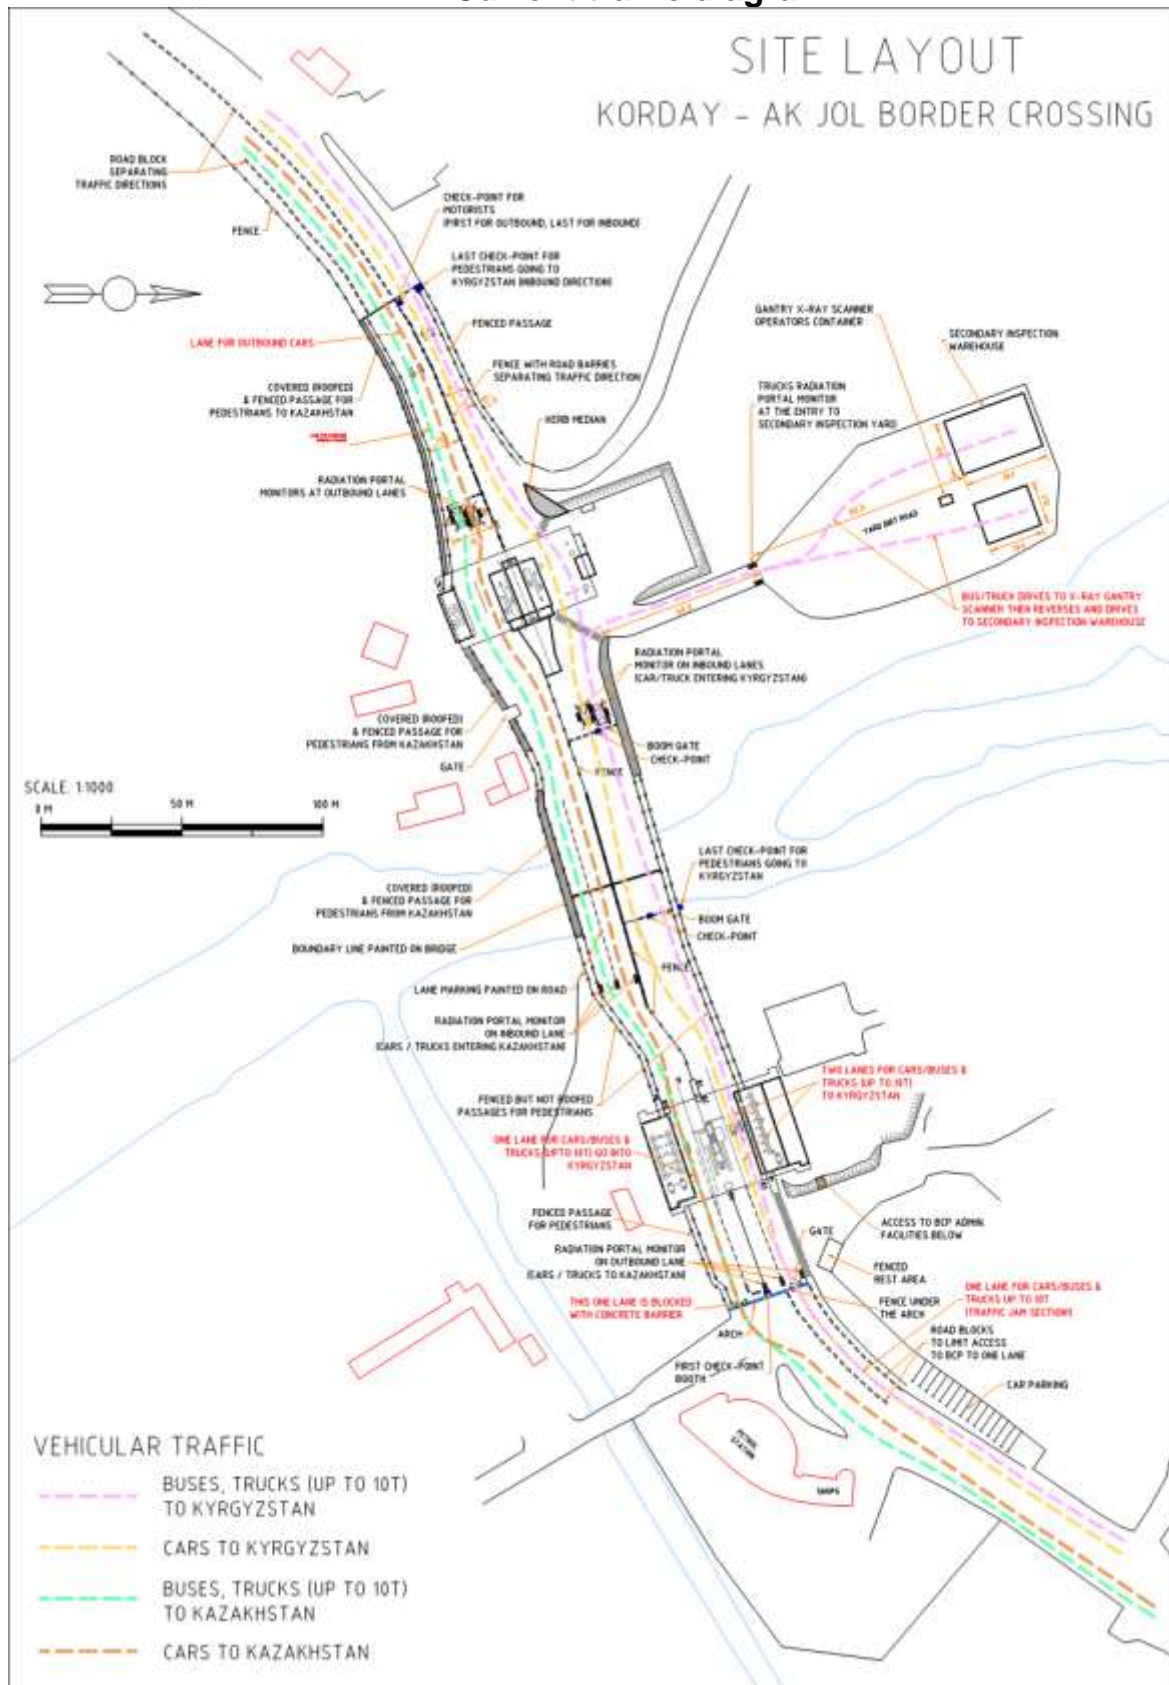 SITE LAYOUT
KORDAY - AK JOL BORDER CROSSING
ROAD BLOCK
SEPARATING
TRAFFIC DIRECTIONS
FENCE
CHECK-POINT FOR
MOTORISTS
(FIRST FOR OUTBOUND, LAST FOR INBOUND)
LAST CHECK-POINT FOR
PEDESTRIANS GOING TO
KYRGYZSTAN (INBOUND DIRECTION)
FENCED PASSAGE
LANE FOR OUTBOUND CARS
FENCE WITH ROAD BARRIES
SEPARATING TRAFFIC DIRECTION
COVERED (ROOFED)
& FENCED PASSAGE FOR
PEDESTRIANS TO KAZAKHSTAN
KERB MEDIAN
RADIATION PORTAL
MONITORS AT OUTBOUND LANES
GANTRY X-RAY SCANNER
OPERATORS CONTAINER
SECONDARY INSPECTION
WAREHOUSE
TRUCKS RADIATION
PORTAL MONITOR
AT THE ENTRY TO
SECONDARY INSPECTION YARD
YARD DIRT ROAD
BUS/TRUCK DRIVES TO X-RAY GANTRY
SCANNER THEN REVERSES AND DRIVES
TO SECONDARY INSPECTION WAREHOUSE
RADIATION PORTAL
MONITOR ON INBOUND LANES
(CAR/TRUCK ENTERING KYRGYZSTAN)
COVERED (ROOFED)
& FENCED PASSAGE FOR
PEDESTRIANS FROM KAZAKHSTAN
GATE
BOOM GATE
CHECK-POINT
FENCE
SCALE 1:1000
0 M
50 M
100 M
LAST CHECK-POINT FOR
PEDESTRIANS GOING TO
KYRGYZSTAN
COVERED (ROOFED)
& FENCED PASSAGE FOR
PEDESTRIANS FROM KAZAKHSTAN
BOOM GATE
CHECK-POINT
BOUNDARY LINE PAINTED ON BRIDGE
FENCE
LANE MARKING PAINTED ON ROAD
RADIATION PORTAL MONITOR
ON INBOUND LANE
(CARS / TRUCKS ENTERING KAZAKHSTAN)
TWO LANES FOR CARS/BUSES &
TRUCKS (UP TO 10T)
TO KYRGYZSTAN
FENCED BUT NOT ROOFED
PASSAGES FOR PEDESTRIANS
ONE LANE FOR CARS/BUSES &
TRUCKS (UPTO 10T) GO INTO
KYRGYZSTAN
FENCED PASSAGE
FOR PEDESTRIANS
GATE
ACCESS TO BCP ADMIN
FACILITIES BELOW
RADIATION PORTAL MONITOR
ON OUTBOUND LANE
(CARS / TRUCKS TO KAZAKHSTAN)
FENCED
REST AREA
THIS ONE LANE IS BLOCKED
WITH CONCRETE BARRIER
FENCE UNDER
THE ARCH
ONE LANE FOR CARS/BUSES &
TRUCKS UP TO 10T
(TRAFFIC JAM SECTION)
ARCH
ROAD BLOCKS
TO LIMIT ACCESS
TO BCP TO ONE LANE
FIRST CHECK-POINT
BOOTH
CAR PARKING
PETROL
STATION
SHOPS
VEHICULAR TRAFFIC
BUSES, TRUCKS (UP TO 10T)
TO KYRGYZSTAN
CARS TO KYRGYZSTAN
BUSES, TRUCKS (UP TO 10T)
TO KAZAKHSTAN
CARS TO KAZAKHSTAN